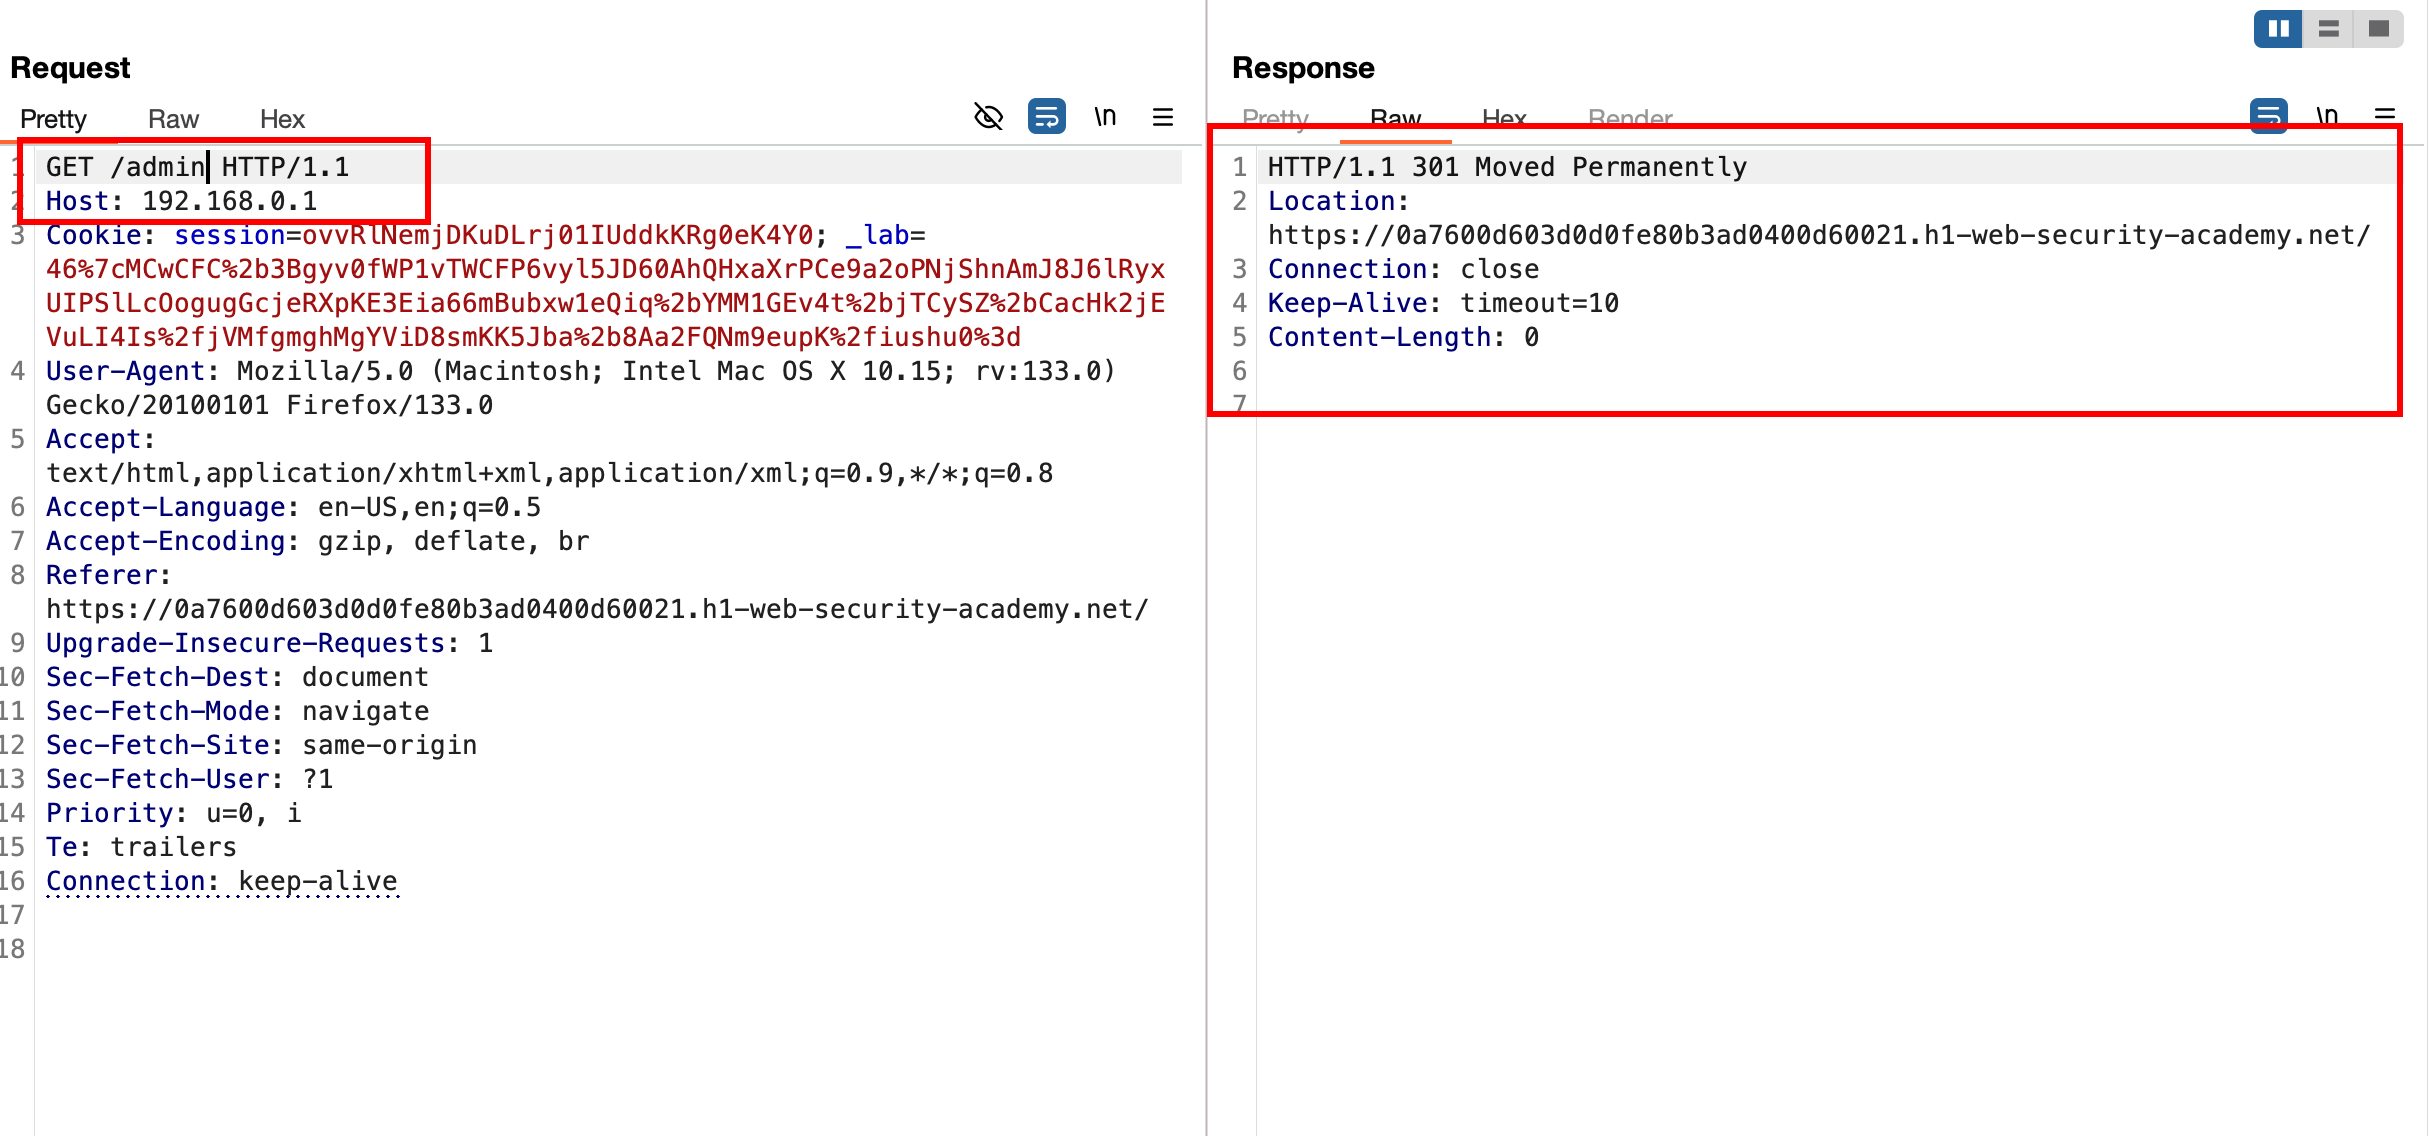 Request
Pretty Raw Hex \n
1 GET /admin HTTP/1.1
2 Host: 192.168.0.1
3 Cookie: session=ovvRlNemjDKuDLrj01IUddkKRg0eK4Y0; _lab=
46%7cMCwCFC%2b3Bgyv0fWP1vTWCFP6vyl5JD60AhQHxaXrPCe9a2oPNjShnAmJ8J6lRyx
UIPSlLcOogugGcjeRXpKE3Eia66mBubxw1eQiq%2bYMM1GEv4t%2bjTCySZ%2bCacHk2jE
VuLI4Is%2fjVMfgmghMgYViD8smKK5Jba%2b8Aa2FQNm9eupK%2fiushu0%3d
4 User-Agent: Mozilla/5.0 (Macintosh; Intel Mac OS X 10.15; rv:133.0)
Gecko/20100101 Firefox/133.0
5 Accept:
text/html,application/xhtml+xml,application/xml;q=0.9,*/*;q=0.8
6 Accept-Language: en-US,en;q=0.5
7 Accept-Encoding: gzip, deflate, br
8 Referer:
https://0a7600d603d0d0fe80b3ad0400d60021.h1-web-security-academy.net/
9 Upgrade-Insecure-Requests: 1
10 Sec-Fetch-Dest: document
11 Sec-Fetch-Mode: navigate
12 Sec-Fetch-Site: same-origin
13 Sec-Fetch-User: ?1
14 Priority: u=0, i
15 Te: trailers
16 Connection: keep-alive
17
18
Response
Pretty Raw Hex Render \n
1 HTTP/1.1 301 Moved Permanently
2 Location:
https://0a7600d603d0d0fe80b3ad0400d60021.h1-web-security-academy.net/
3 Connection: close
4 Keep-Alive: timeout=10
5 Content-Length: 0
6
7